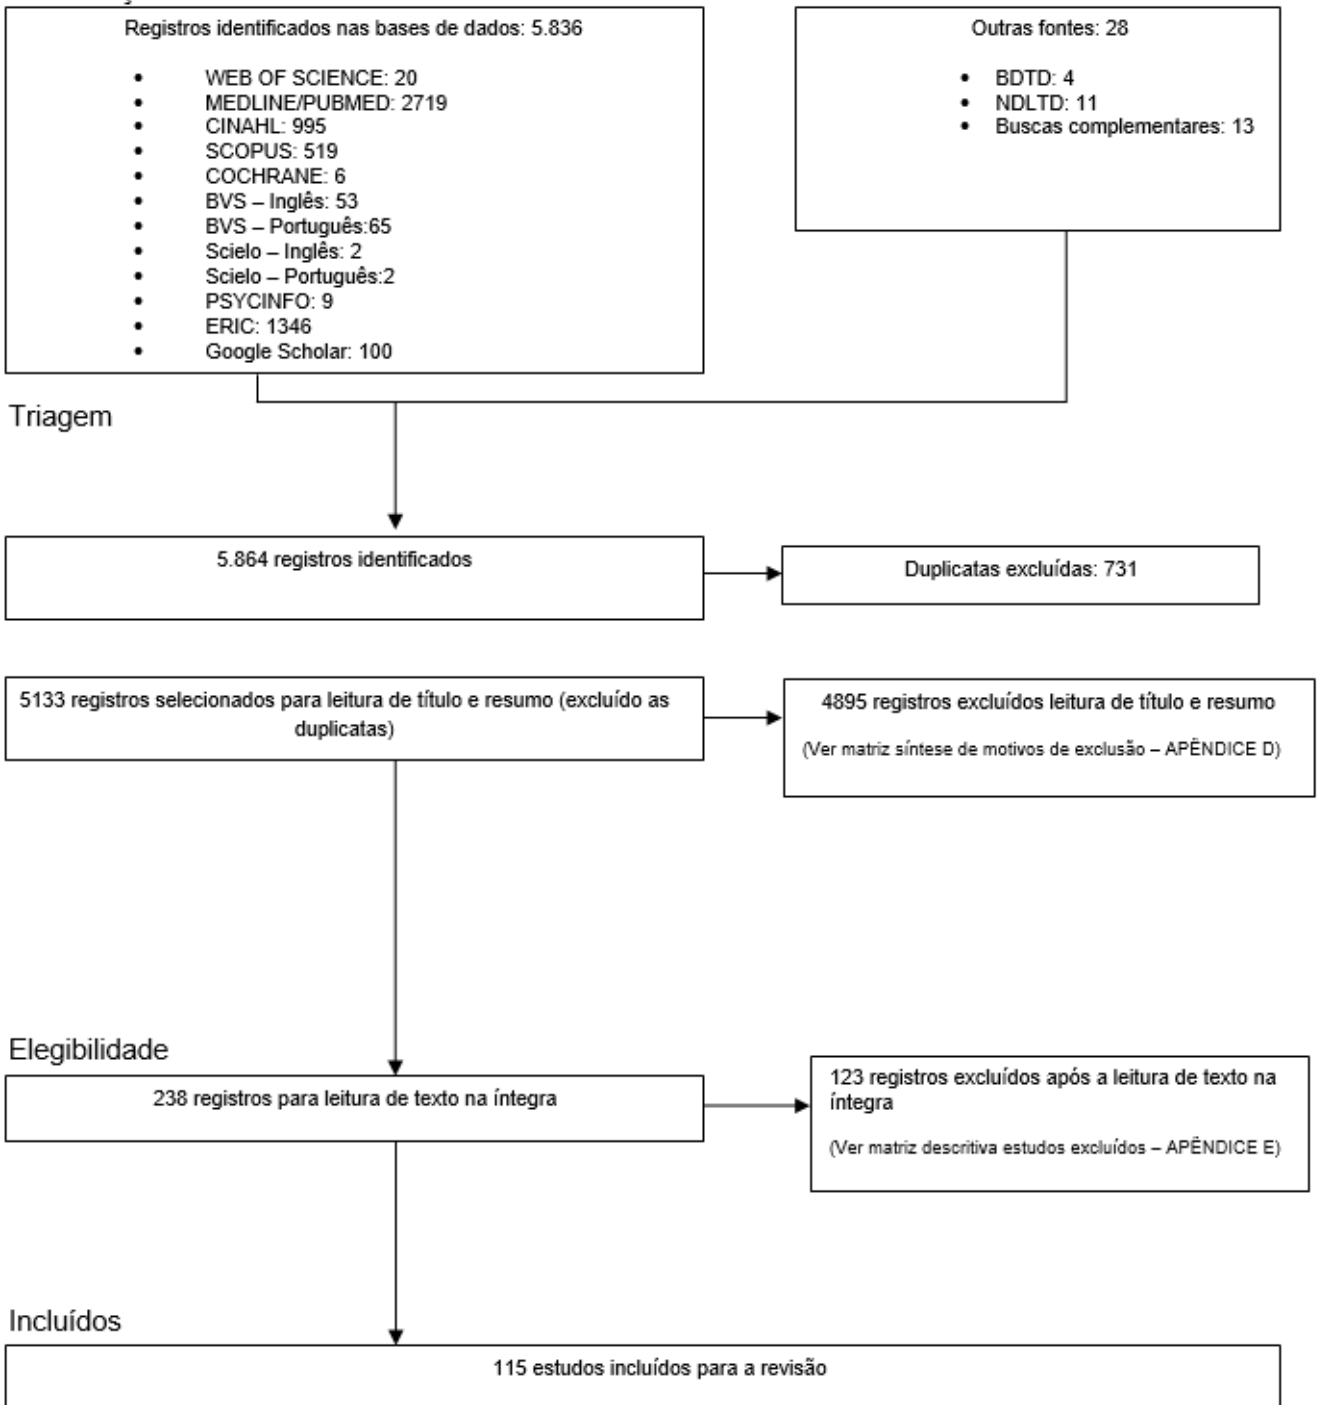 Registros identificados nas bases de dados: 5.836
• WEB OF SCIENCE: 20
• MEDLINE/PUBMED: 2719
• CINAHL: 995
• SCOPUS: 519
• COCHRANE: 6
• BVS – Inglês: 53
• BVS – Português:65
• Scielo – Inglês: 2
• Scielo – Português:2
• PSYCINFO: 9
• ERIC: 1346
• Google Scholar: 100
Outras fontes: 28
• BDTD: 4
• NDLTD: 11
• Buscas complementares: 13
Triagem
5.864 registros identificados
Duplicatas excluídas: 731
5133 registros selecionados para leitura de título e resumo (excluído as
duplicatas)
4895 registros excluídos leitura de título e resumo
(Ver matriz síntese de motivos de exclusão – APÊNDICE D)
Elegibilidade
238 registros para leitura de texto na íntegra
123 registros excluídos após a leitura de texto na
íntegra
(Ver matriz descritiva estudos excluídos – APÊNDICE E)
Incluídos
115 estudos incluídos para a revisão